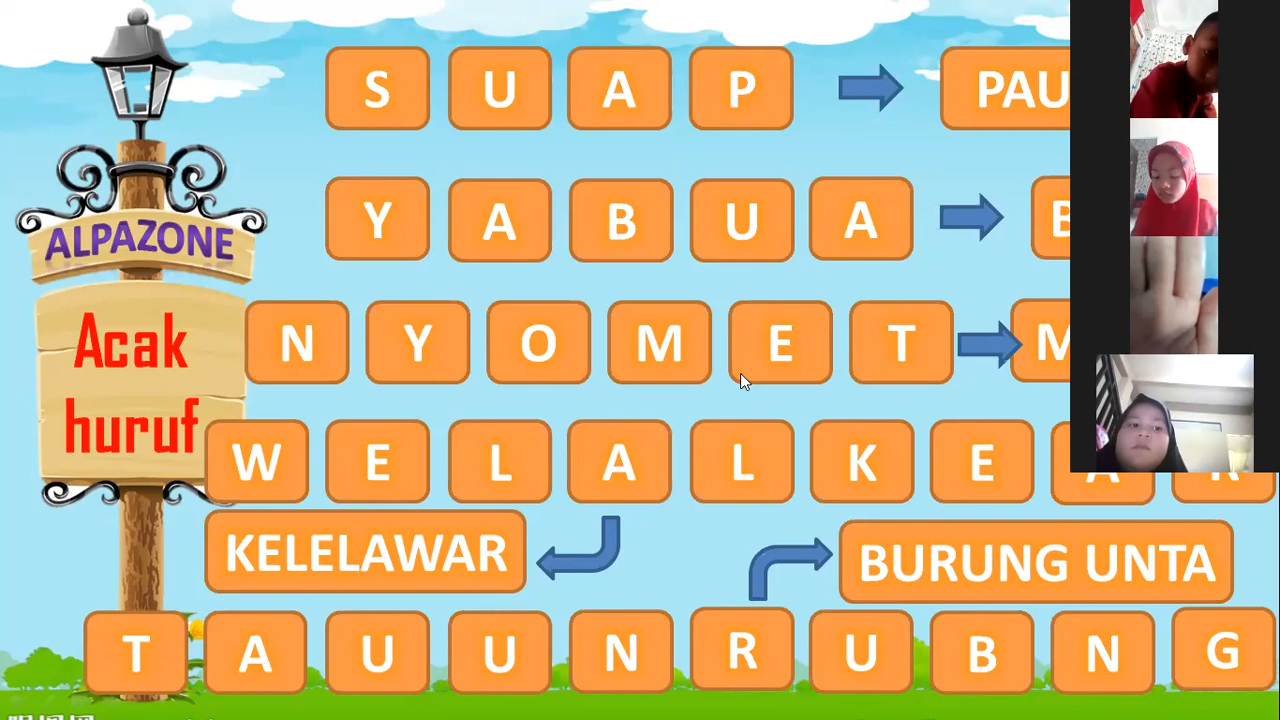 S U A P PAU
Y A B U A B
ALPAZONE
Acak
huruf
N Y O M E T M
W E L A L K E A
KELELAWAR
BURUNG UNTA
T A U U N R U B N G